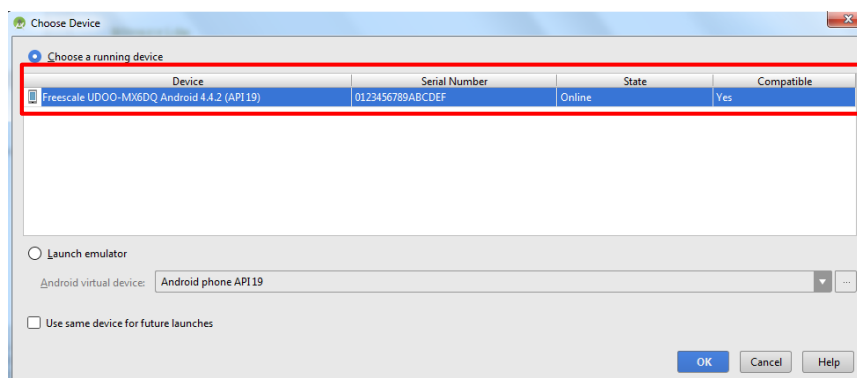 Choose Device
Choose a running device
Device Serial Number State Compatible
Freescale UDOO-MX6DQ Android 4.4.2 (API 19) 0123456789ABCDEF Online Yes
Launch emulator
Android virtual device: Android phone API 19 ...
Use same device for future launches
OK Cancel Help